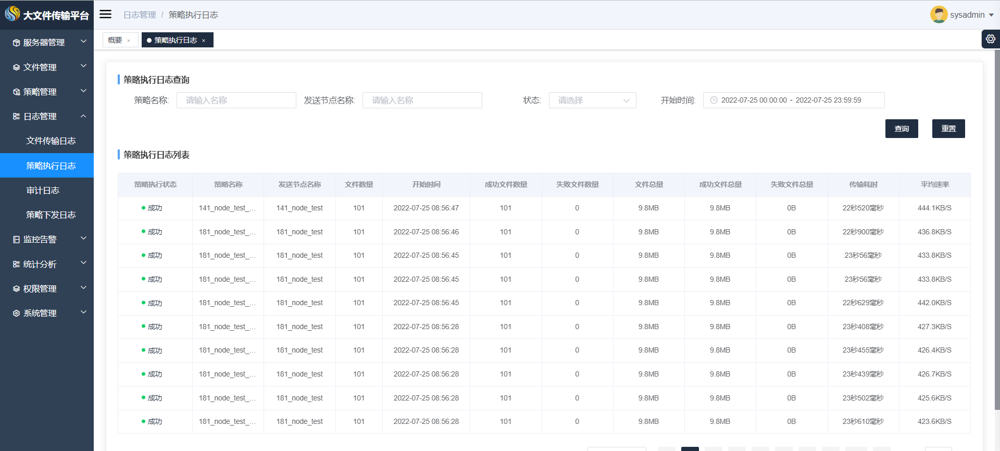 大文件传输平台
日志管理 / 策略执行日志
sysadmin
概要 ×
策略执行日志 ×
服务器管理
文件管理
策略管理
日志管理
文件传输日志
策略执行日志
审计日志
策略下发日志
监控告警
统计分析
权限管理
系统管理
策略执行日志查询
策略名称: 请输入名称 发送节点名称: 请输入名称 状态: 请选择 开始时间: 2022-07-25 00:00:00 - 2022-07-25 23:59:59
查询 重置
策略执行日志列表
策略执行状态 策略名称 发送节点名称 文件数量 开始时间 成功文件数量 失败文件数量 文件总量 成功文件总量 失败文件总量 传输耗时 平均速率
成功 141_node_test_... 141_node_test 101 2022-07-25 08:56:47 101 0 9.8MB 9.8MB 0B 22秒520毫秒 444.1KB/S
成功 181_node_test_... 181_node_test 101 2022-07-25 08:56:46 101 0 9.8MB 9.8MB 0B 22秒900毫秒 436.8KB/S
成功 181_node_test_... 181_node_test 101 2022-07-25 08:56:45 101 0 9.8MB 9.8MB 0B 23秒56毫秒 433.8KB/S
成功 181_node_test_... 181_node_test 101 2022-07-25 08:56:45 101 0 9.8MB 9.8MB 0B 23秒56毫秒 433.8KB/S
成功 181_node_test_... 181_node_test 101 2022-07-25 08:56:45 101 0 9.8MB 9.8MB 0B 22秒629毫秒 442.0KB/S
成功 181_node_test_... 181_node_test 101 2022-07-25 08:56:28 101 0 9.8MB 9.8MB 0B 23秒408毫秒 427.3KB/S
成功 181_node_test_... 181_node_test 101 2022-07-25 08:56:28 101 0 9.8MB 9.8MB 0B 23秒455毫秒 426.4KB/S
成功 181_node_test_... 181_node_test 101 2022-07-25 08:56:28 101 0 9.8MB 9.8MB 0B 23秒439毫秒 426.7KB/S
成功 181_node_test_... 181_node_test 101 2022-07-25 08:56:28 101 0 9.8MB 9.8MB 0B 23秒502毫秒 425.6KB/S
成功 181_node_test_... 181_node_test 101 2022-07-25 08:56:28 101 0 9.8MB 9.8MB 0B 23秒610毫秒 423.6KB/S